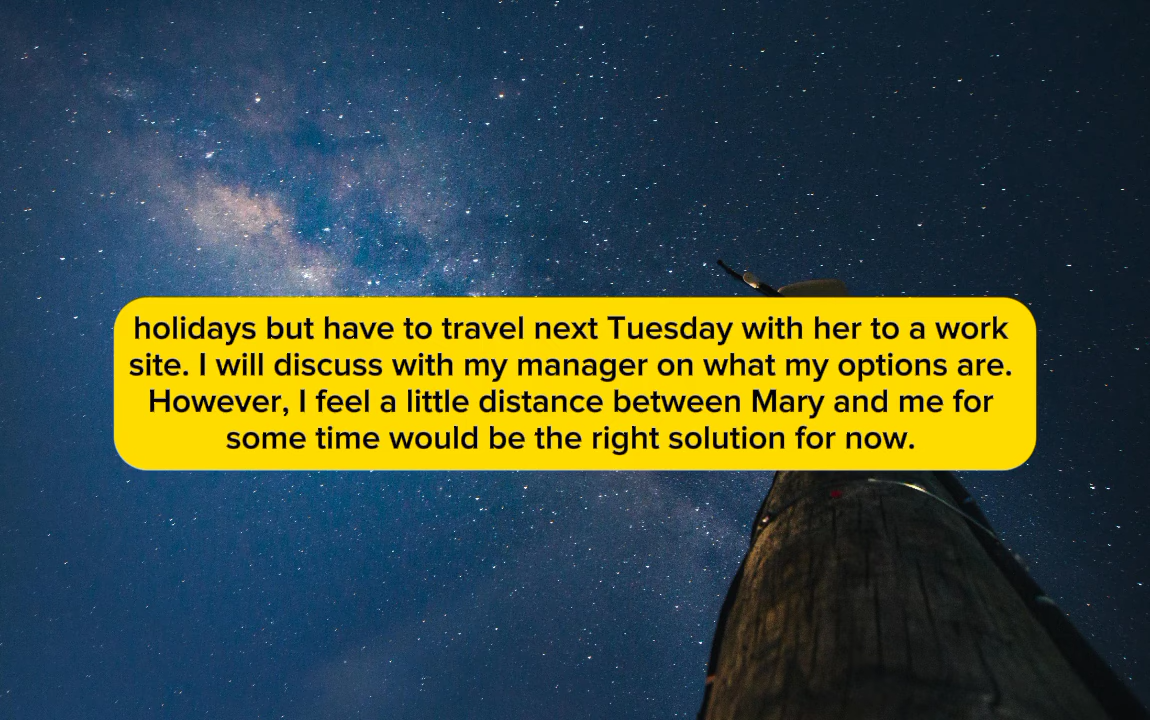 holidays but have to travel next Tuesday with her to a work
site. I will discuss with my manager on what my options are.
However, I feel a little distance between Mary and me for
some time would be the right solution for now.